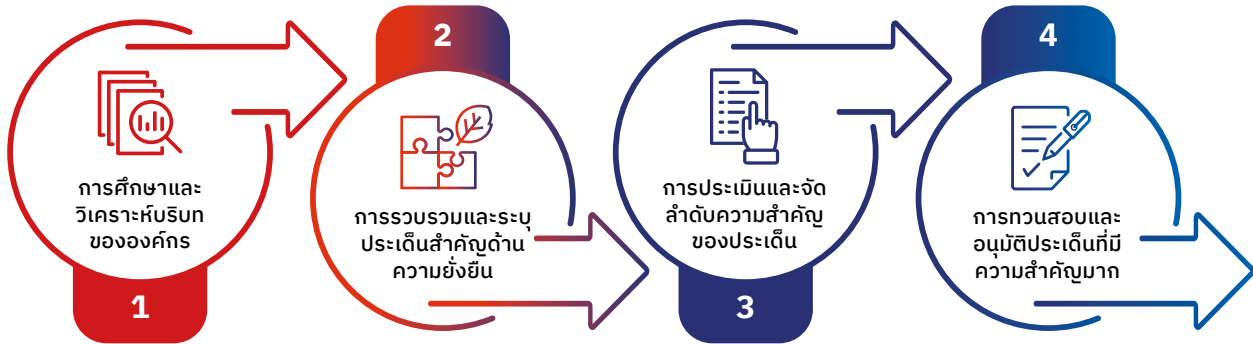 การศึกษาและ
วิเคราะห์บริบท
ขององค์กร
1
2
การรวบรวมและระบุ
ประเด็นสำคัญด้าน
ความยั่งยืน
การประเมินและจัด
ลำดับความสำคัญ
ของประเด็น
3
4
การทวนสอบและ
อนุมัติประเด็นที่มี
ความสำคัญมาก